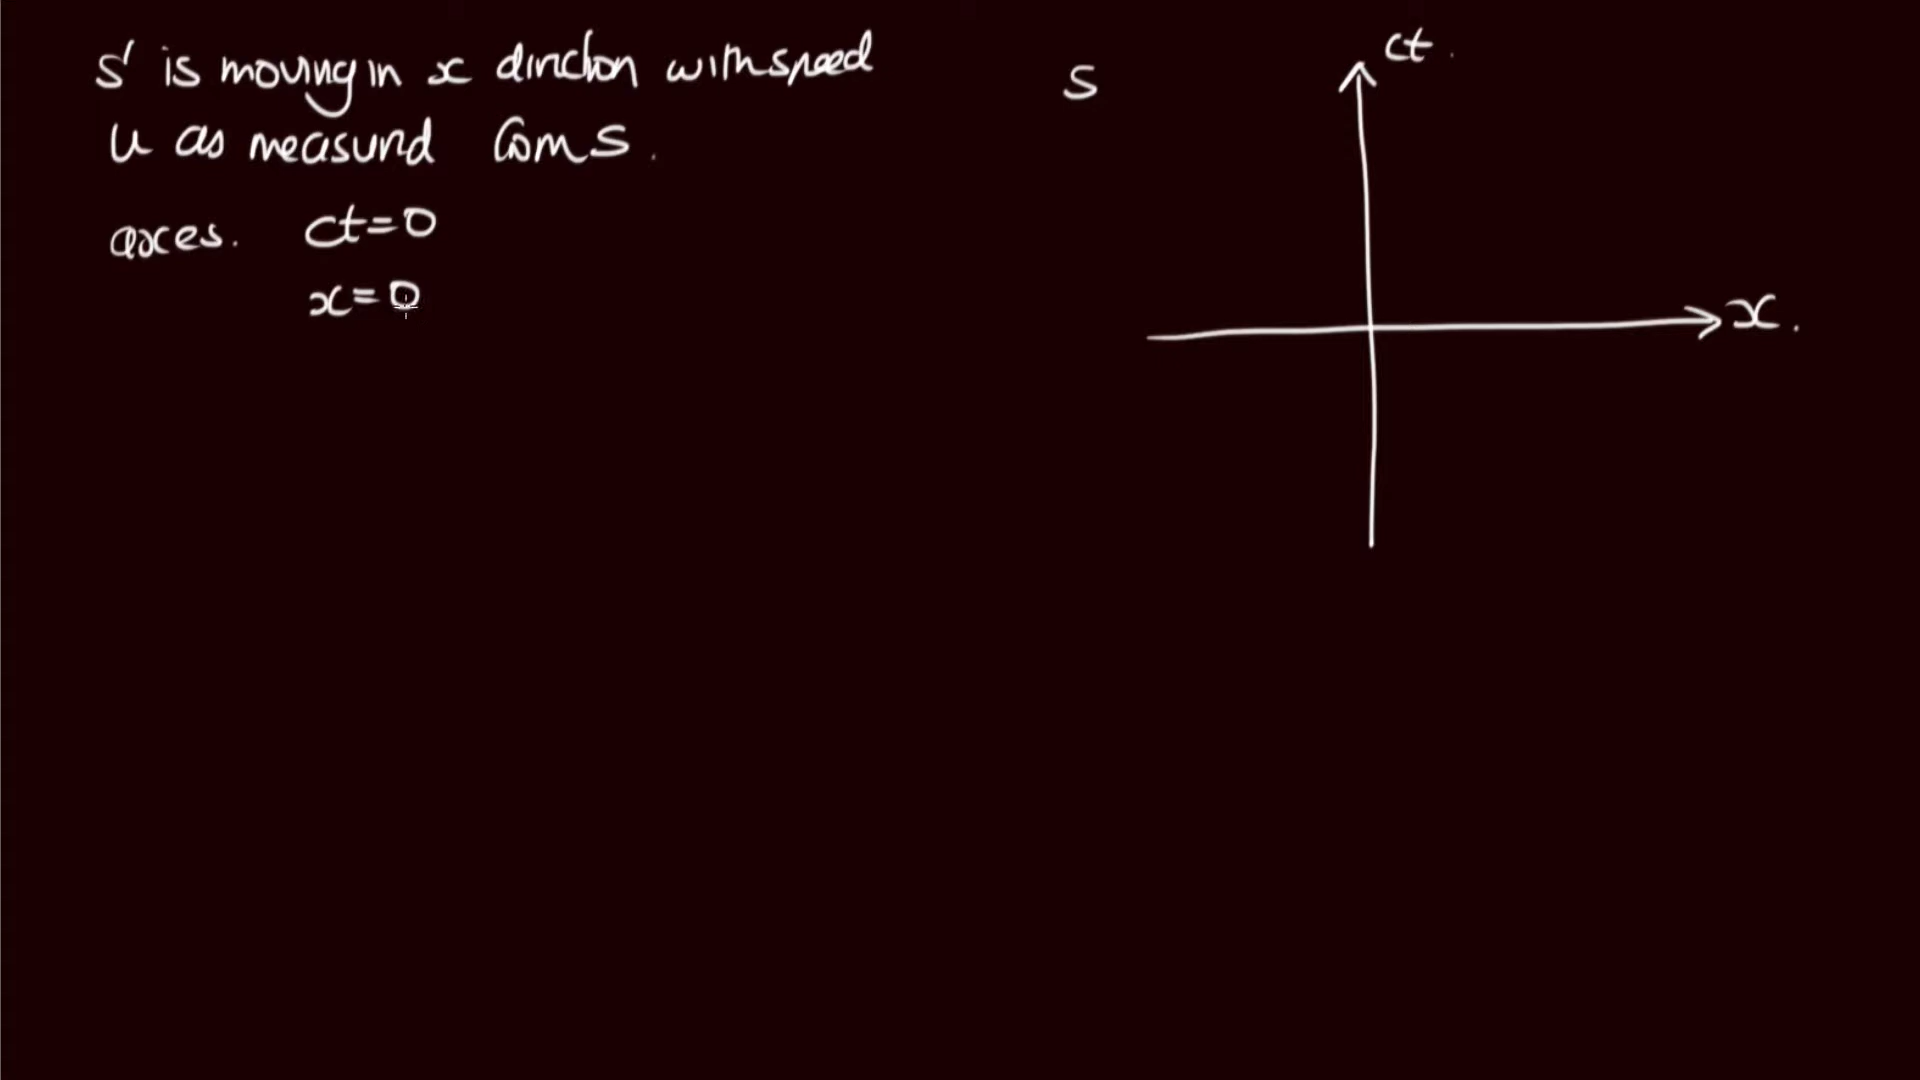 S' is moving in x direction with speed
u as measured from S.
axes. ct=0
x=0
S
ct.
x.